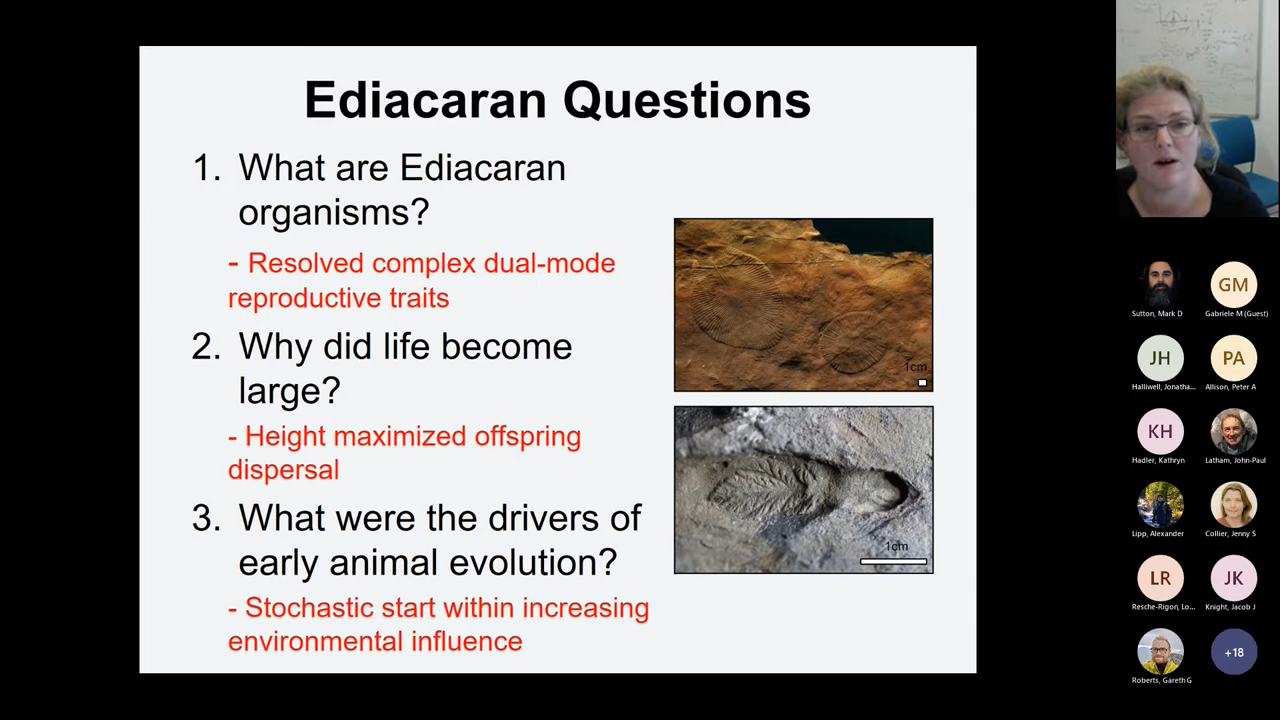 Ediacaran Questions
1. What are Ediacaran
organisms?
- Resolved complex dual-mode
reproductive traits
2. Why did life become
large?
- Height maximized offspring
dispersal
3. What were the drivers of
early animal evolution?
- Stochastic start within increasing
environmental influence
1cm
1cm
Sutton, Mark D
GM
Gabriele M (Guest)
JH
Halliwell, Jonatha...
PA
Allison, Peter A
KH
Hadler, Kathryn
Latham, John-Paul
Lipp, Alexander
Collier, Jenny S
LR
Resche-Rigon, Lo...
JK
Knight, Jacob J
Roberts, Gareth G
+18